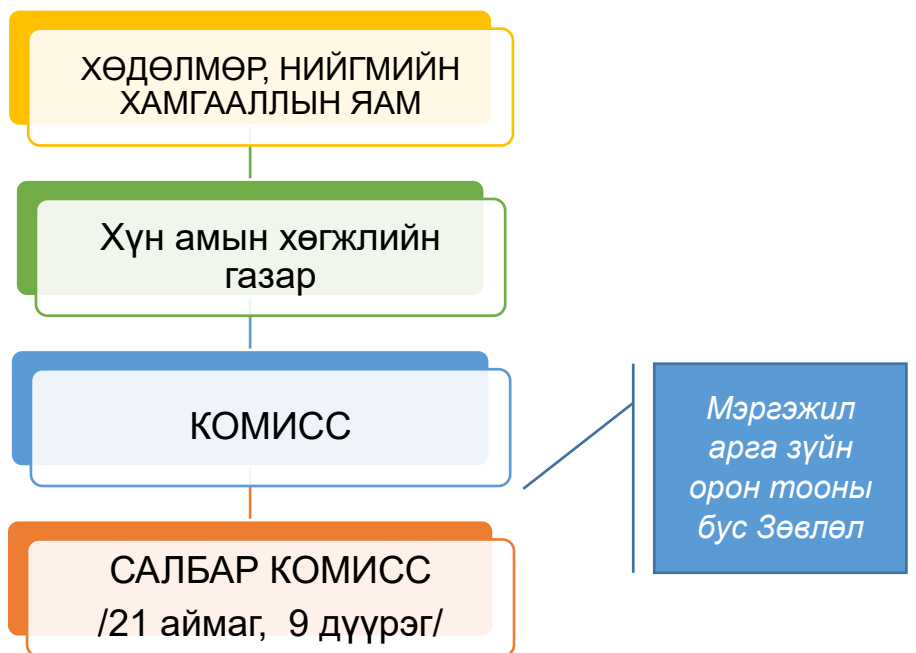 ХӨДӨЛМӨР, НИЙГМИЙН
ХАМГААЛЛЫН ЯАМ
Хүн амын хөгжлийн
газар
КОМИСС
Мэргэжил
арга зүйн
орон тооны
бус Зөвлөл
САЛБАР КОМИСС
/21 аймаг, 9 дүүрэг/